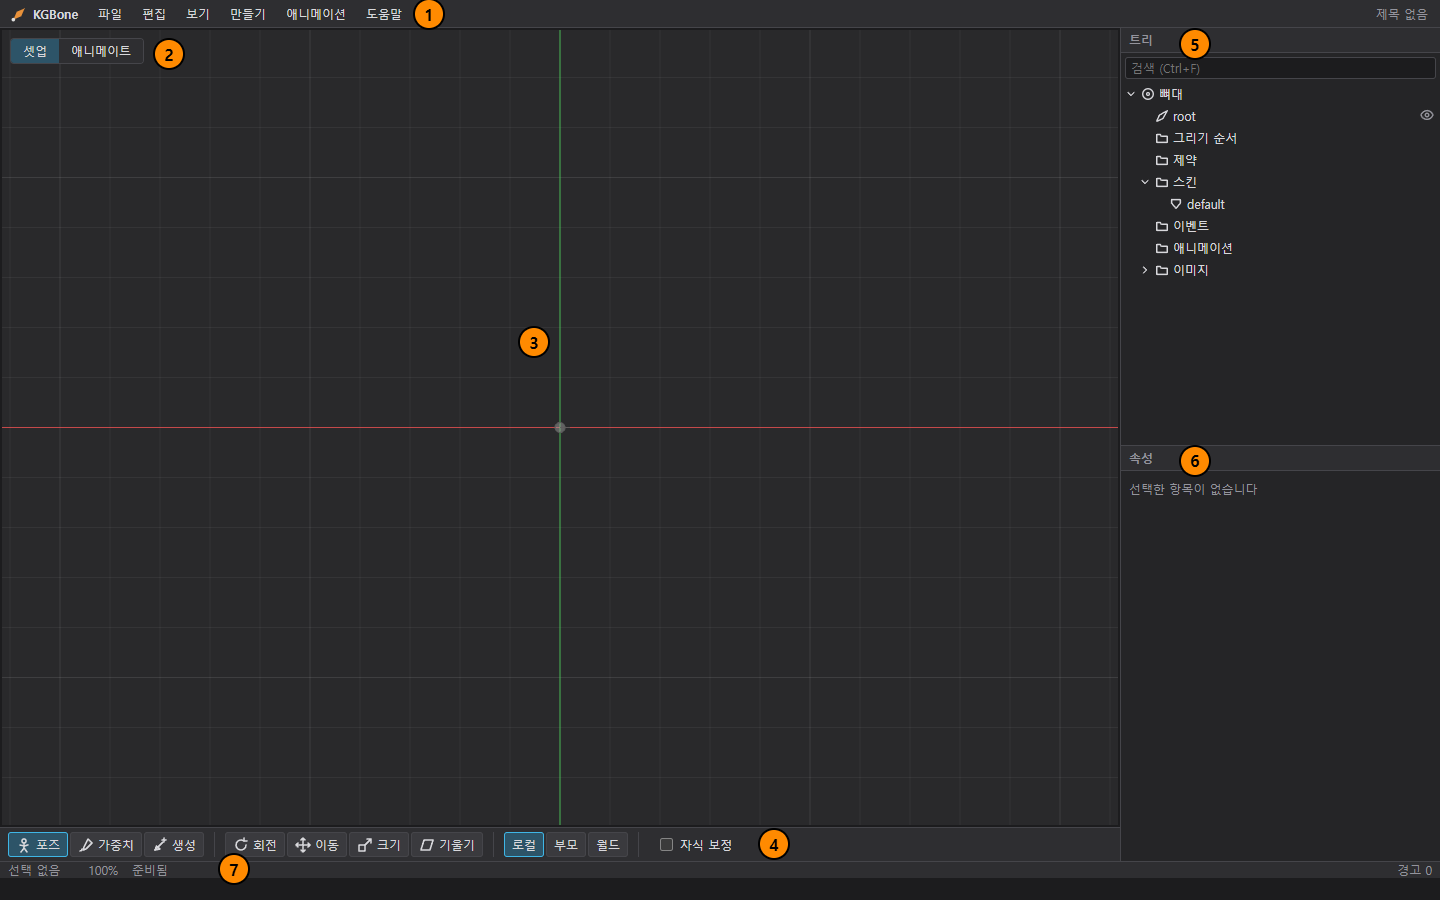 KGBone 파일 편집 보기 만들기 애니메이션 도움말 1 제목 없음
셋업 애니메이트 2
3
트리 5
검색 (Ctrl+F)
뼈대
root
그리기 순서
제약
스킨
default
이벤트
애니메이션
이미지
속성 6
선택한 항목이 없습니다
포즈 가중치 생성 회전 이동 크기 기울기 로컬 부모 월드 자식 보정 4
선택 없음 100% 준비됨 7 경고 0